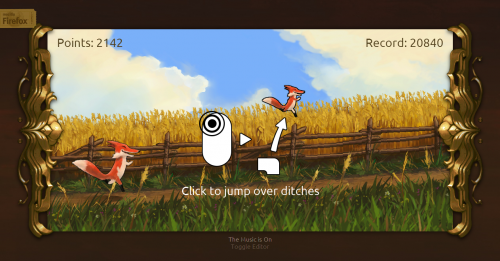 Firefox
Points: 2142
Record: 20840
Click to jump over ditches
The Music is On
Toggle Editor